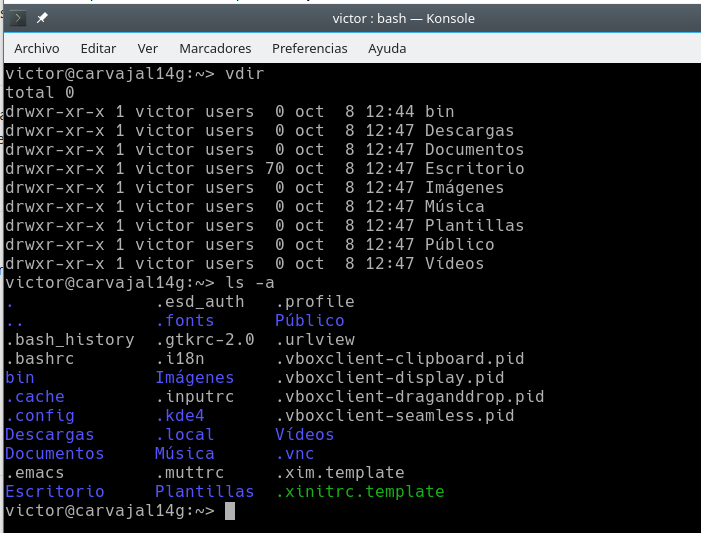 victor : bash — Konsole
Archivo Editar Ver Marcadores Preferencias Ayuda
victor@carvajal14g:~> vdir
total 0
drwxr-xr-x 1 victor users  0 oct  8 12:44 bin
drwxr-xr-x 1 victor users  0 oct  8 12:47 Descargas
drwxr-xr-x 1 victor users  0 oct  8 12:47 Documentos
drwxr-xr-x 1 victor users 70 oct  8 12:47 Escritorio
drwxr-xr-x 1 victor users  0 oct  8 12:47 Imágenes
drwxr-xr-x 1 victor users  0 oct  8 12:47 Música
drwxr-xr-x 1 victor users  0 oct  8 12:47 Plantillas
drwxr-xr-x 1 victor users  0 oct  8 12:47 Público
drwxr-xr-x 1 victor users  0 oct  8 12:47 Vídeos
victor@carvajal14g:~> ls -a
.              .esd_auth   .profile
..             .fonts      Público
.bash_history  .gtkrc-2.0  .urlview
.bashrc        .i18n       .vboxclient-clipboard.pid
bin            Imágenes    .vboxclient-display.pid
.cache         .inputrc    .vboxclient-draganddrop.pid
.config        .kde4       .vboxclient-seamless.pid
Descargas      .local      Vídeos
Documentos     Música      .vnc
.emacs         .muttrc     .xim.template
Escritorio     Plantillas  .xinitrc.template
victor@carvajal14g:~>